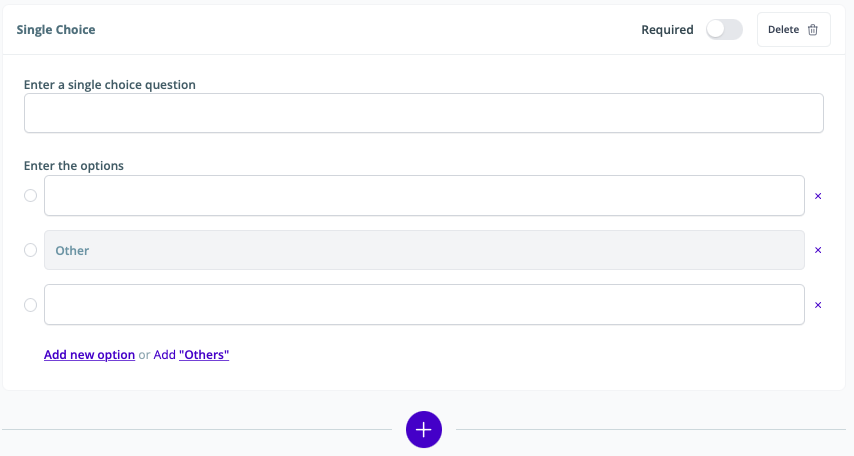 Single Choice
Required
Delete
Enter a single choice question
Enter the options
×
Other ×
×
Add new option or Add "Others"
+